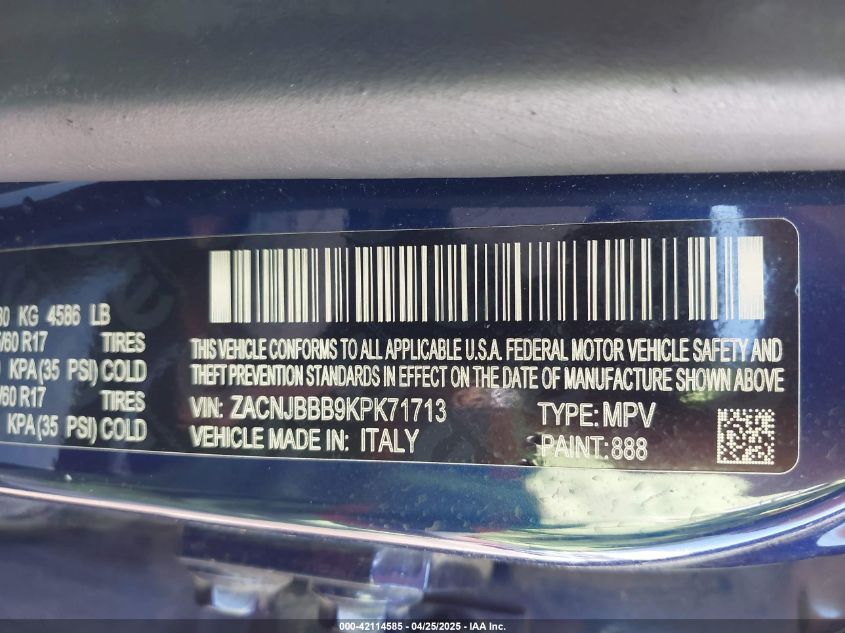 80 KG 4586 LB
/60 R17 TIRES
KPA (35 PSI) COLD
/60 R17
KPA (35 PSI) COLD
THIS VEHICLE CONFORMS TO ALL APPLICABLE U.S.A. FEDERAL MOTOR VEHICLE SAFETY AND
THEFT PREVENTION STANDARDS IN EFFECT ON THE DATE OF MANUFACTURE SHOWN ABOVE
VIN: ZACNJBBB9KPK71713 TYPE: MPV
VEHICLE MADE IN: ITALY PAINT: 888
000-42114585 - 04/25/2025 - IAA Inc.